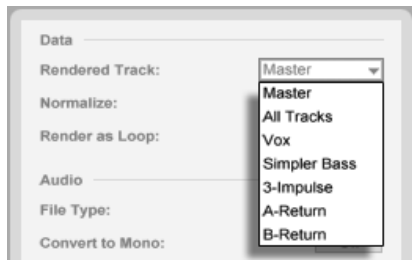 Data
Rendered Track: Master
Master
Normalize:
All Tracks
Render as Loop:
Vox
Simpler Bass
Audio
3-Impulse
File Type:
A-Return
Convert to Mono:
B-Return